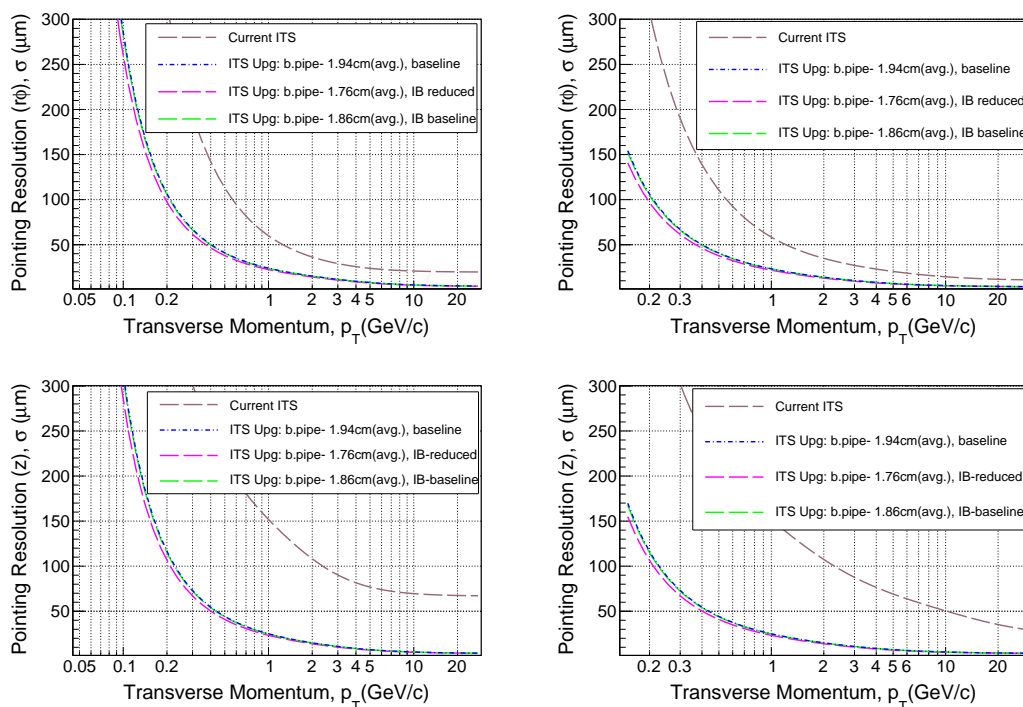 Pointing Resolution (rϕ), σ (μm)
300
250
200
150
100
50
Current ITS
ITS Upg: b.pipe- 1.94cm(avg.), baseline
ITS Upg: b.pipe- 1.76cm(avg.), IB reduced
ITS Upg: b.pipe- 1.86cm(avg.), IB baseline
0.05 0.1 0.2 1 2 3 4 5 10 20
Transverse Momentum, p_T(GeV/c)
Pointing Resolution (rϕ), σ (μm)
300
250
200
150
100
50
Current ITS
ITS Upg: b.pipe- 1.94cm(avg.), baseline
ITS Upg: b.pipe- 1.76cm(avg.), IB reduced
ITS Upg: b.pipe- 1.86cm(avg.), IB baseline
0.2 0.3 1 2 3 4 5 6 10 20
Transverse Momentum, p_T(GeV/c)
Pointing Resolution (z), σ (μm)
300
250
200
150
100
50
Current ITS
ITS Upg: b.pipe- 1.94cm(avg.), baseline
ITS Upg: b.pipe- 1.76cm(avg.), IB-reduced
ITS Upg: b.pipe- 1.86cm(avg.), IB-baseline
0.05 0.1 0.2 1 2 3 4 5 10 20
Transverse Momentum, p_T(GeV/c)
Pointing Resolution (z), σ (μm)
300
250
200
150
100
50
Current ITS
ITS Upg: b.pipe- 1.94cm(avg.), baseline
ITS Upg: b.pipe- 1.76cm(avg.), IB-reduced
ITS Upg: b.pipe- 1.86cm(avg.), IB-baseline
0.2 0.3 1 2 3 4 5 6 10 20
Transverse Momentum, p_T(GeV/c)